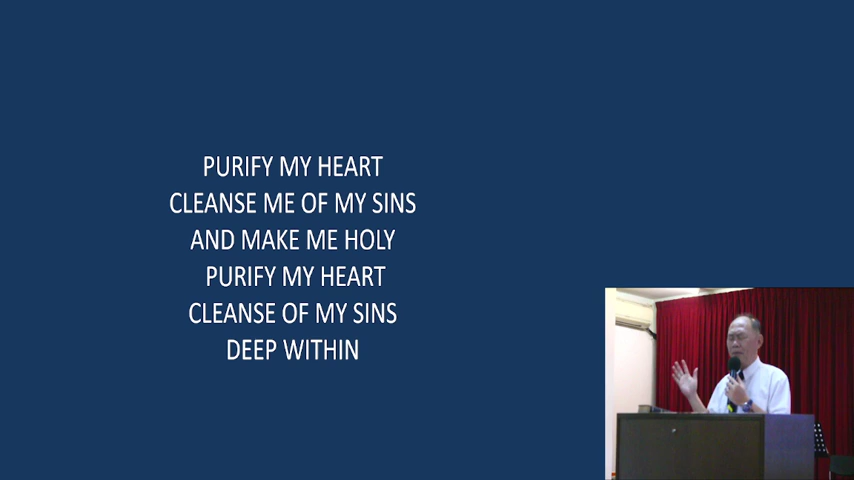 PURIFY MY HEART
CLEANSE ME OF MY SINS
AND MAKE ME HOLY
PURIFY MY HEART
CLEANSE OF MY SINS
DEEP WITHIN